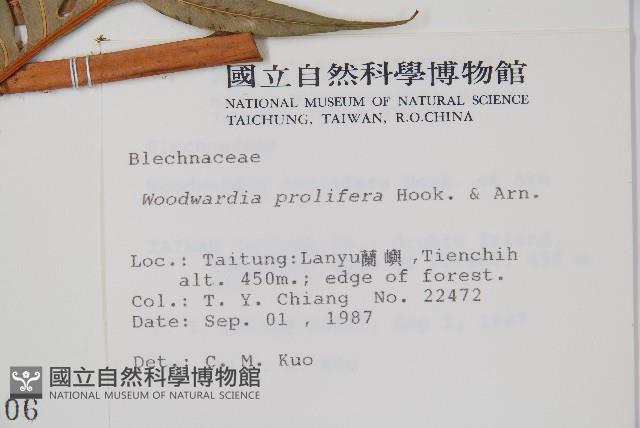 國立自然科學博物館
NATIONAL MUSEUM OF NATURAL SCIENCE
TAICHUNG, TAIWAN, R.O.CHINA
Blechnaceae
Woodwardia prolifera Hook. & Arn.
Loc.: Taitung:Lanyu蘭嶼,Tienchih
alt. 450m.; edge of forest.
Col.: T. Y. Chiang No. 22472
Date: Sep. 01 , 1987
Det.: C. M. Kuo
國立自然科學博物館
NATIONAL MUSEUM OF NATURAL SCIENCE
06